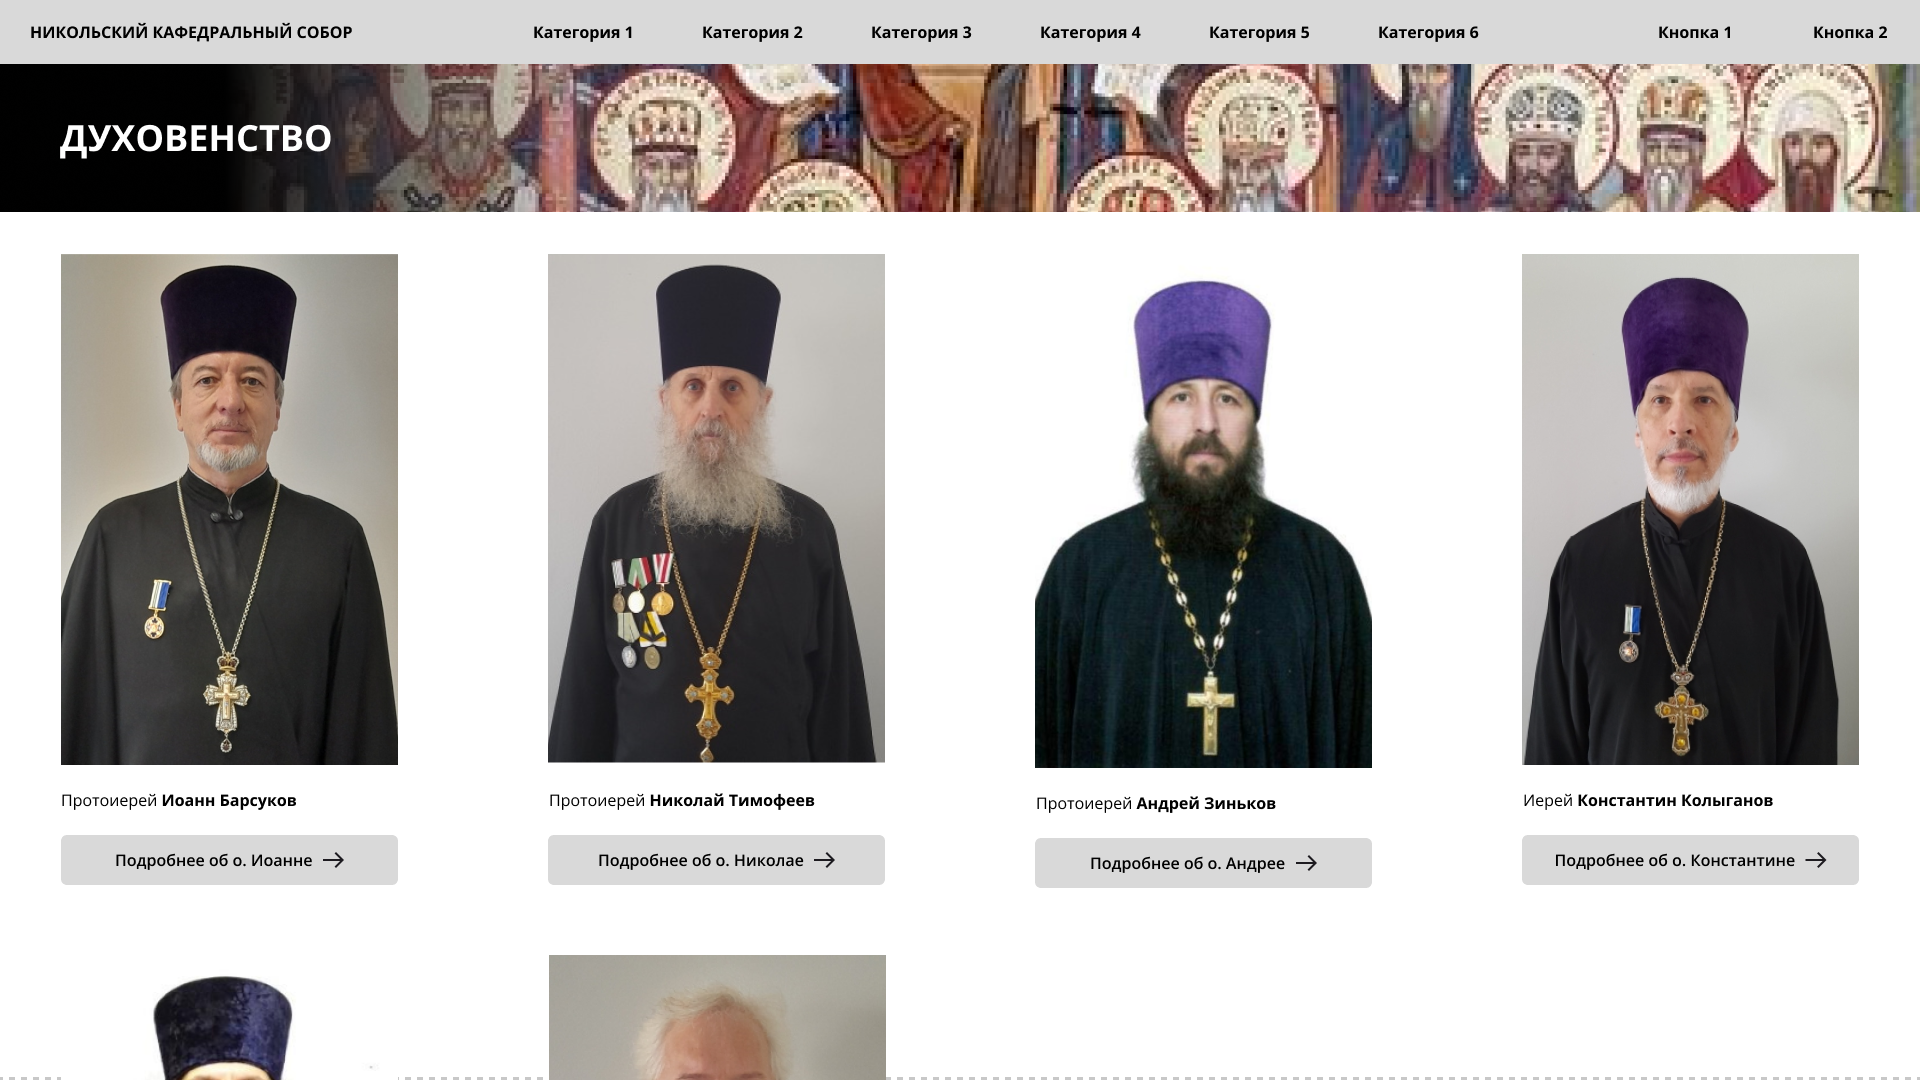 НИКОЛЬСКИЙ КАФЕДРАЛЬНЫЙ СОБОР
Категория 1
Категория 2
Категория 3
Категория 4
Категория 5
Категория 6
Кнопка 1
Кнопка 2
ДУХОВЕНСТВО
Протоиерей Иоанн Барсуков
Протоиерей Николай Тимофеев
Протоиерей Андрей Зиньков
Иерей Константин Колыганов
Подробнее об о. Иоанне
Подробнее об о. Николае
Подробнее об о. Андрее
Подробнее об о. Константине